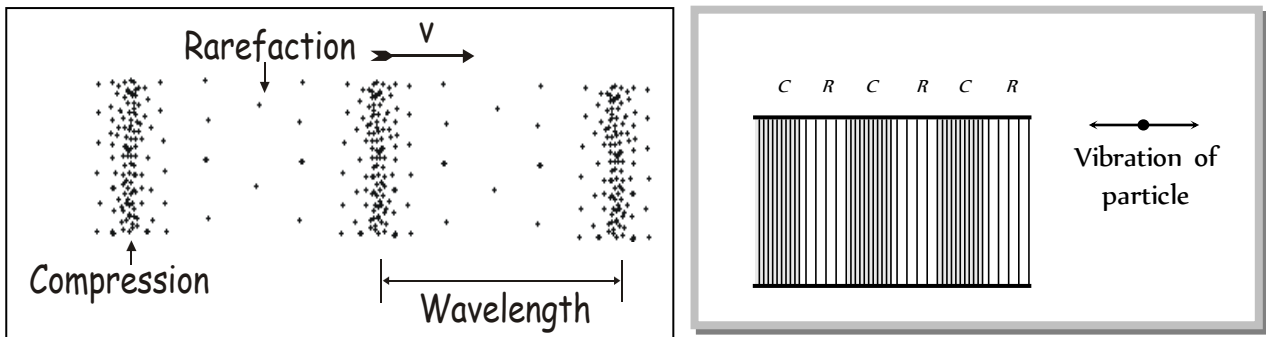 Rarefaction
v
Compression
Wavelength
C R C R C R
Vibration of
particle